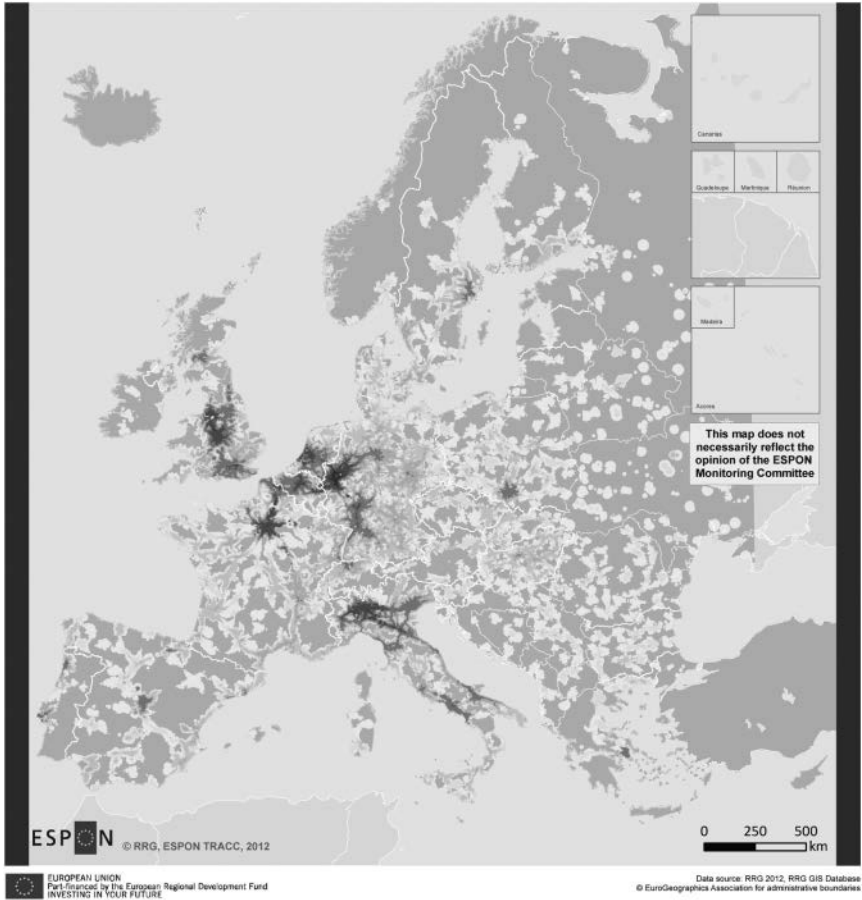 Canarias
Guadeloupe Martinique Réunion
Madeira
Acores
This map does not
necessarily reflect the
opinion of the ESPON
Monitoring Committee
ESPON
© RRG, ESPON TRACC, 2012
0 250 500
km
EUROPEAN UNION
Part-financed by the European Regional Development Fund
INVESTING IN YOUR FUTURE
Data source: RRG 2012, RRG GIS Database
© EuroGeographics Association for administrative boundaries